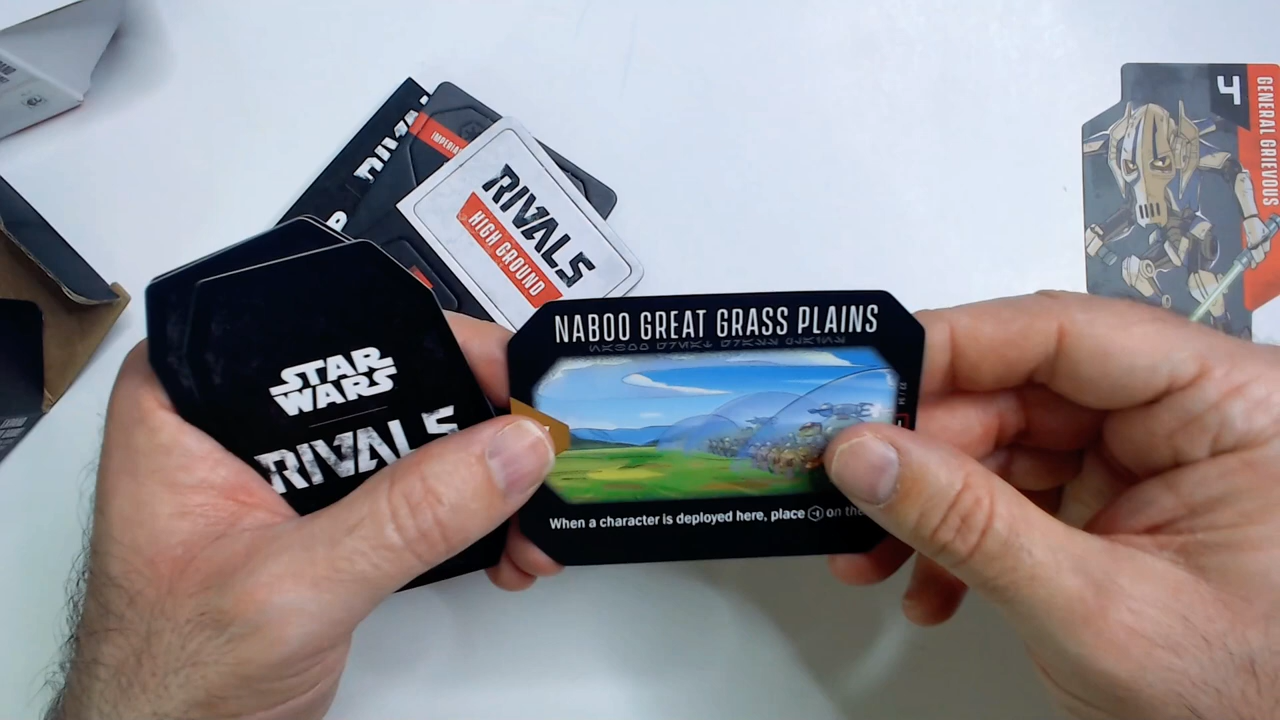 4
GENERAL GRIEVOUS
IMPERIA
RIVALS
HIGH GROUND
NABOO GREAT GRASS PLAINS
STAR
WARS
RIVALS
When a character is deployed here, place on the